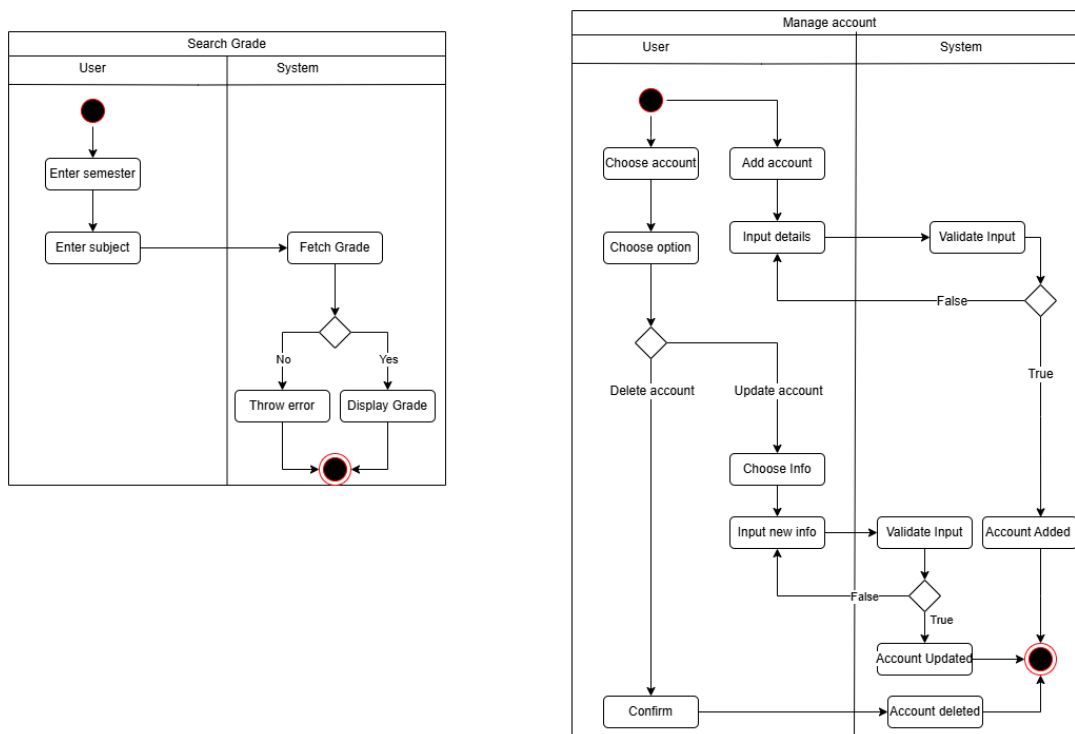 Search Grade
User
System
Enter semester
Enter subject
Fetch Grade
No
Yes
Throw error
Display Grade
Manage account
User
System
Choose account
Add account
Choose option
Input details
Validate Input
False
True
Delete account
Update account
Choose Info
Input new info
Validate Input
Account Added
False
True
Account Updated
Confirm
Account deleted